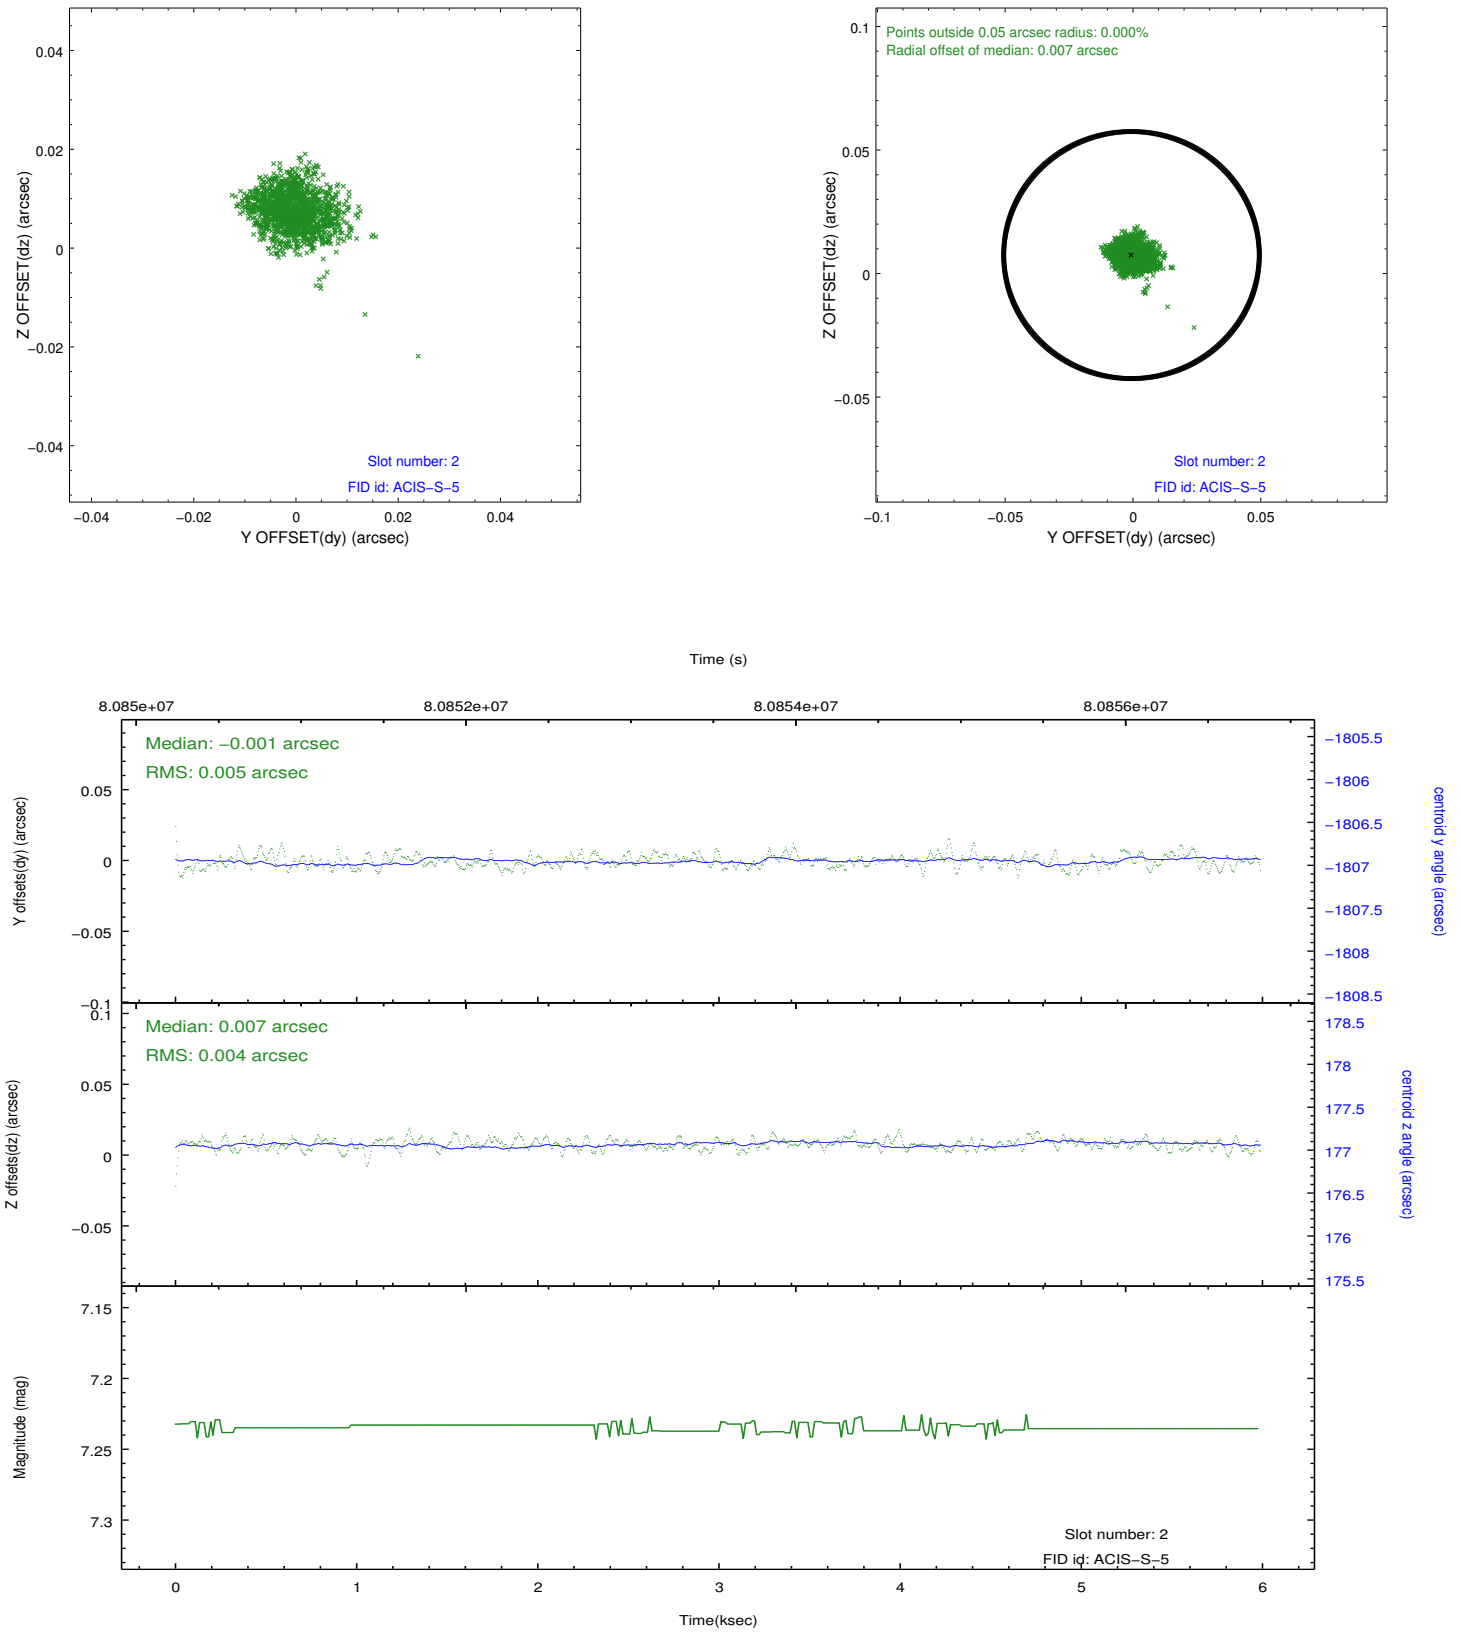 0.04
0.02
0
−0.02
−0.04
Z OFFSET(dz) (arcsec)
Slot number: 2
FID id: ACIS−S−5
−0.04
−0.02
0
0.02
0.04
Y OFFSET(dy) (arcsec)
Points outside 0.05 arcsec radius: 0.000%
Radial offset of median: 0.007 arcsec
0.1
0.05
0
−0.05
Z OFFSET(dz) (arcsec)
Slot number: 2
FID id: ACIS−S−5
−0.1
−0.05
0
0.05
Y OFFSET(dy) (arcsec)
Time (s)
8.085e+07
8.0852e+07
8.0854e+07
8.0856e+07
Median: −0.001 arcsec
RMS: 0.005 arcsec
0.05
0
−0.05
−0.1
Y offsets(dy) (arcsec)
−1805.5
−1806
−1806.5
−1807
−1807.5
−1808
−1808.5
centroid y angle (arcsec)
Median: 0.007 arcsec
RMS: 0.004 arcsec
0.1
0.05
0
−0.05
Z offsets(dz) (arcsec)
178.5
178
177.5
177
176.5
176
175.5
centroid z angle (arcsec)
7.15
7.2
7.25
7.3
Magnitude (mag)
Slot number: 2
FID id: ACIS−S−5
0
1
2
3
4
5
6
Time(ksec)